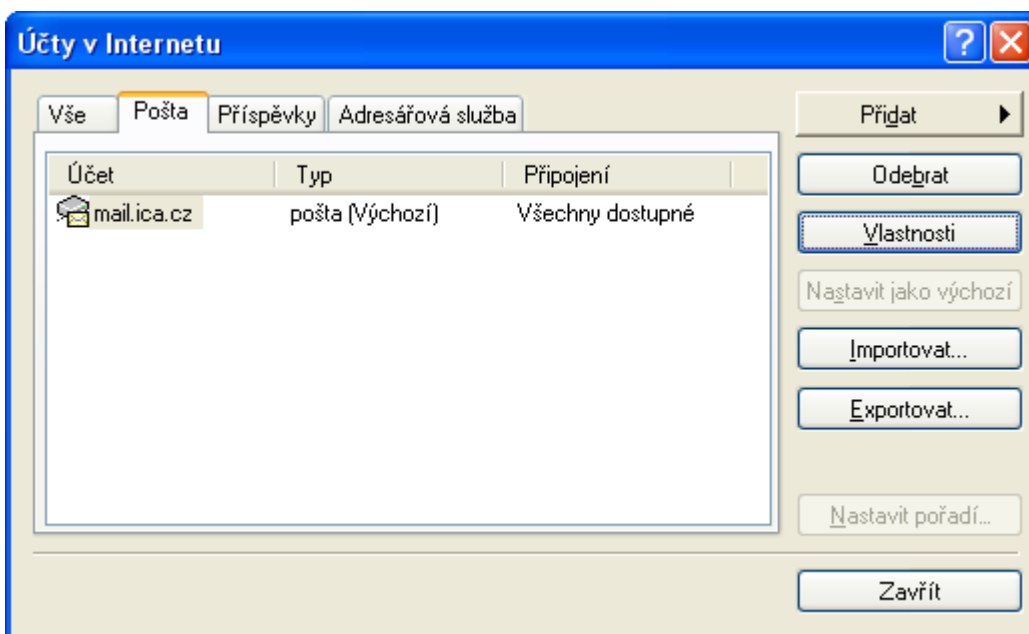 Účty v Internetu
Vše Pošta Příspěvky Adresářová služba
Účet Typ Připojení
mail.ica.cz pošta (Výchozí) Všechny dostupné
Přidat
Odebrat
Vlastnosti
Nastavit jako výchozí
Importovat...
Exportovat...
Nastavit pořadí...
Zavřít